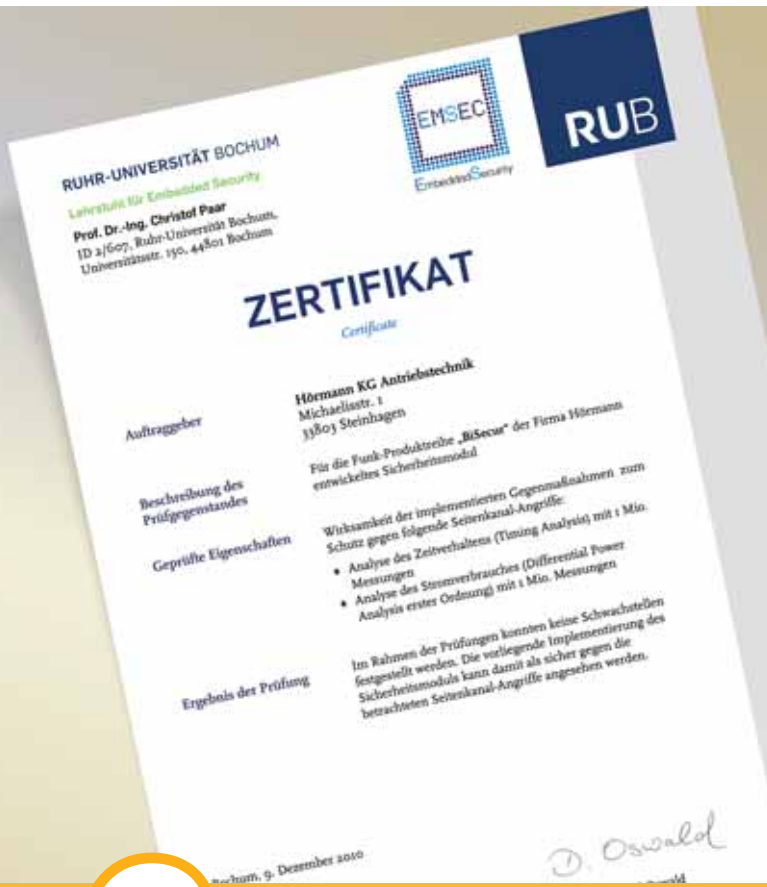 RUHR-UNIVERSITÄT BOCHUM
Lehrstuhl für Embedded Security
Prof. Dr.-Ing. Christof Paar
ID 2/607, Ruhr-Universität Bochum,
Universitätsstr. 150, 44801 Bochum
EMSEC
EmbeddedSecurity
RUB
ZERTIFIKAT
Certificate
Auftraggeber
Hörmann KG Antriebstechnik
Michaelisstr. 1
33803 Steinhagen
Beschreibung des
Prüfgegenstandes
Für die Funk-Produktreihe „BiSecur“ der Firma Hörmann
entwickeltes Sicherheitsmodul
Geprüfte Eigenschaften
Wirksamkeit der implementierten Gegenmaßnahmen zum
Schutz gegen folgende Seitenkanal-Angriffe:
• Analyse des Zeitverhaltens (Timing Analysis) mit 1 Mio.
Messungen
• Analyse des Stromverbrauches (Differential Power
Analysis erster Ordnung) mit 1 Mio. Messungen
Ergebnis der Prüfung
Im Rahmen der Prüfungen konnten keine Schwachstellen
festgestellt werden. Die vorliegende Implementierung des
Sicherheitsmoduls kann damit als sicher gegen die
betrachteten Seitenkanal-Angriffe angesehen werden.
Bochum, 9. Dezember 2010
D. Oswald
Oswald